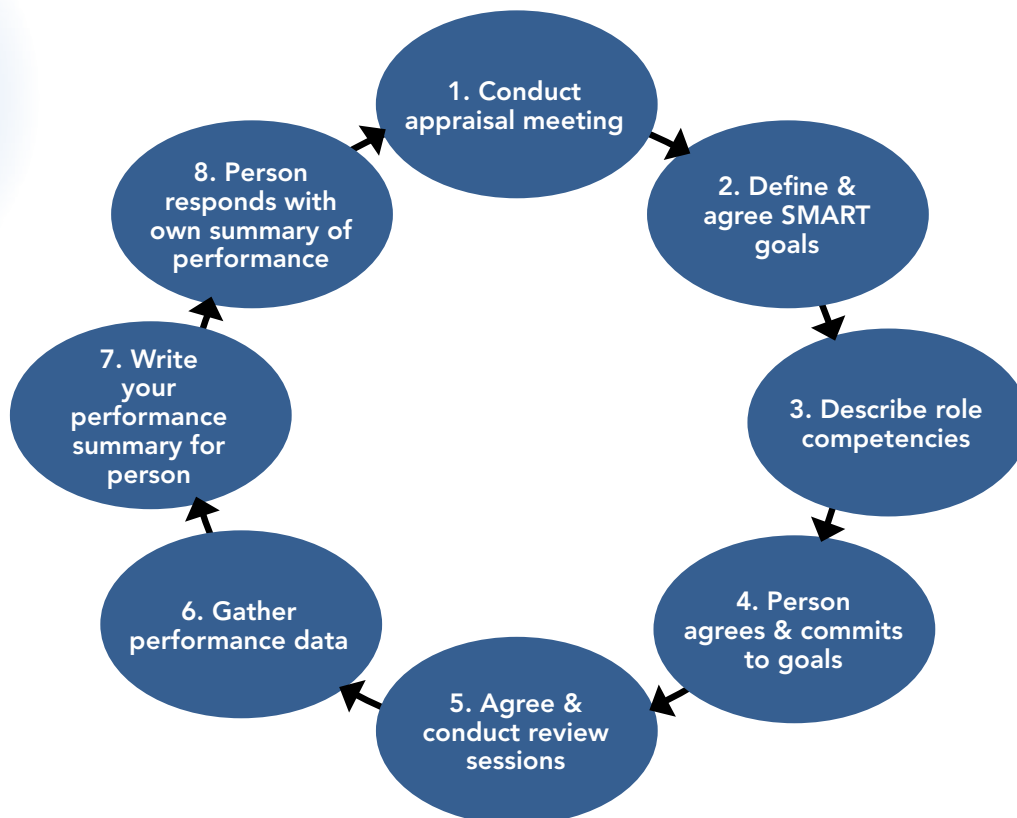 1. Conduct
appraisal meeting
2. Define &
agree SMART
goals
3. Describe role
competencies
4. Person
agrees & commits
to goals
5. Agree &
conduct review
sessions
6. Gather
performance data
7. Write
your
performance
summary for
person
8. Person
responds with
own summary of
performance